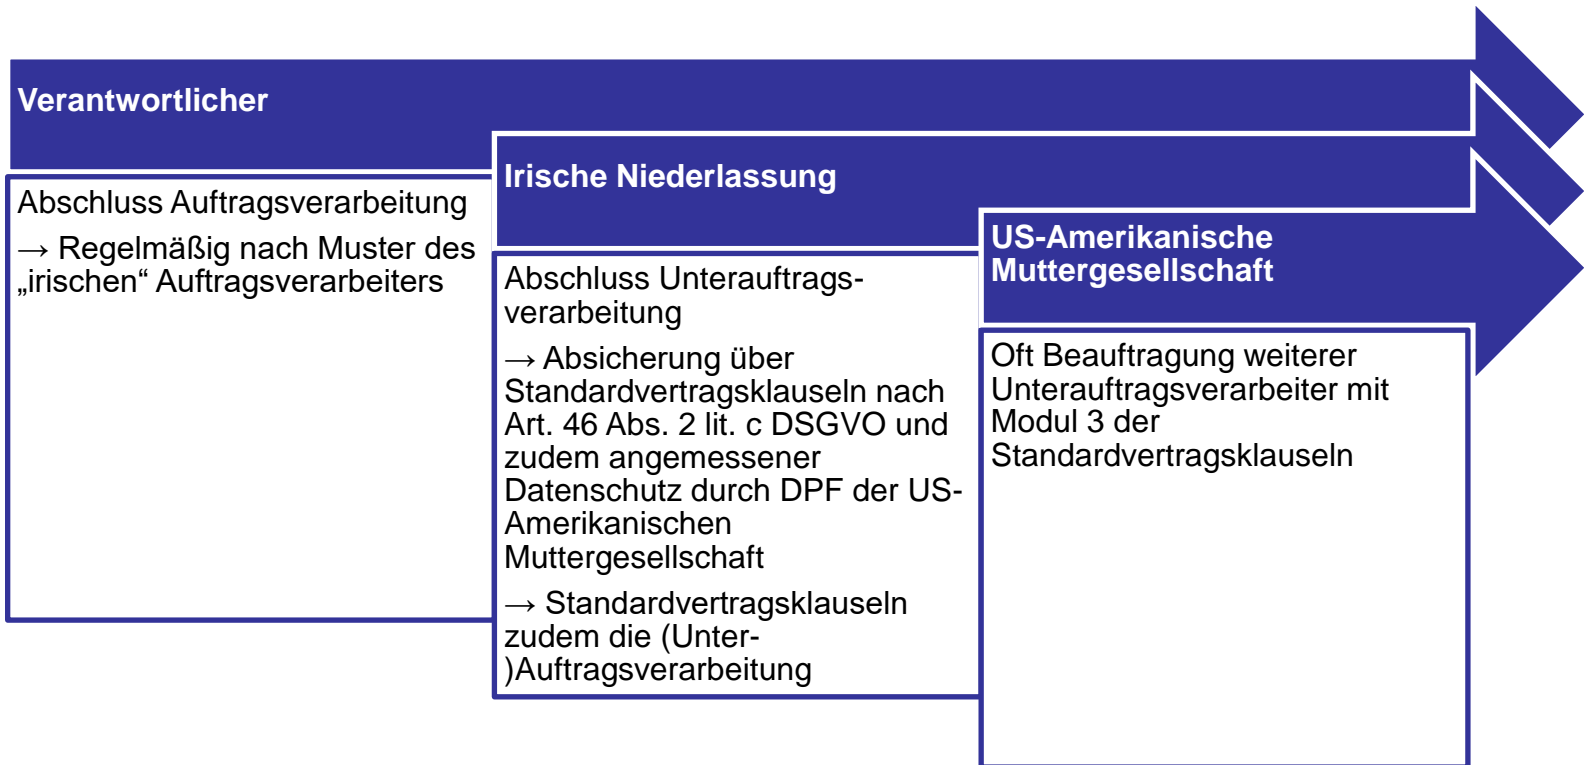 Verantwortlicher
Abschluss Auftragsverarbeitung
→ Regelmäßig nach Muster des
„irischen“ Auftragsverarbeiters
Irische Niederlassung
Abschluss Unterauftrags-
verarbeitung
→ Absicherung über
Standardvertragsklauseln nach
Art. 46 Abs. 2 lit. c DSGVO und
zudem angemessener
Datenschutz durch DPF der US-
Amerikanischen
Muttergesellschaft
→ Standardvertragsklauseln
zudem die (Unter-
)Auftragsverarbeitung
US-Amerikanische
Muttergesellschaft
Oft Beauftragung weiterer
Unterauftragsverarbeiter mit
Modul 3 der
Standardvertragsklauseln